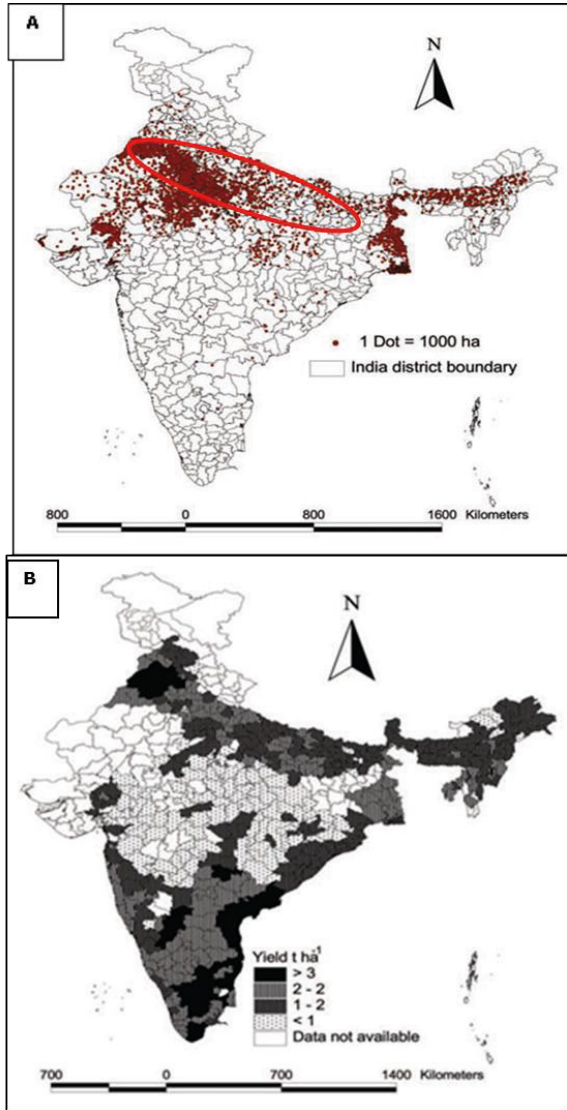 A
N
1 Dot = 1000 ha
India district boundary
800 0 800 1600 Kilometers
B
N
Yield t ha⁻¹
> 3
2 - 2
1 - 2
< 1
Data not available
700 0 700 1400 Kilometers